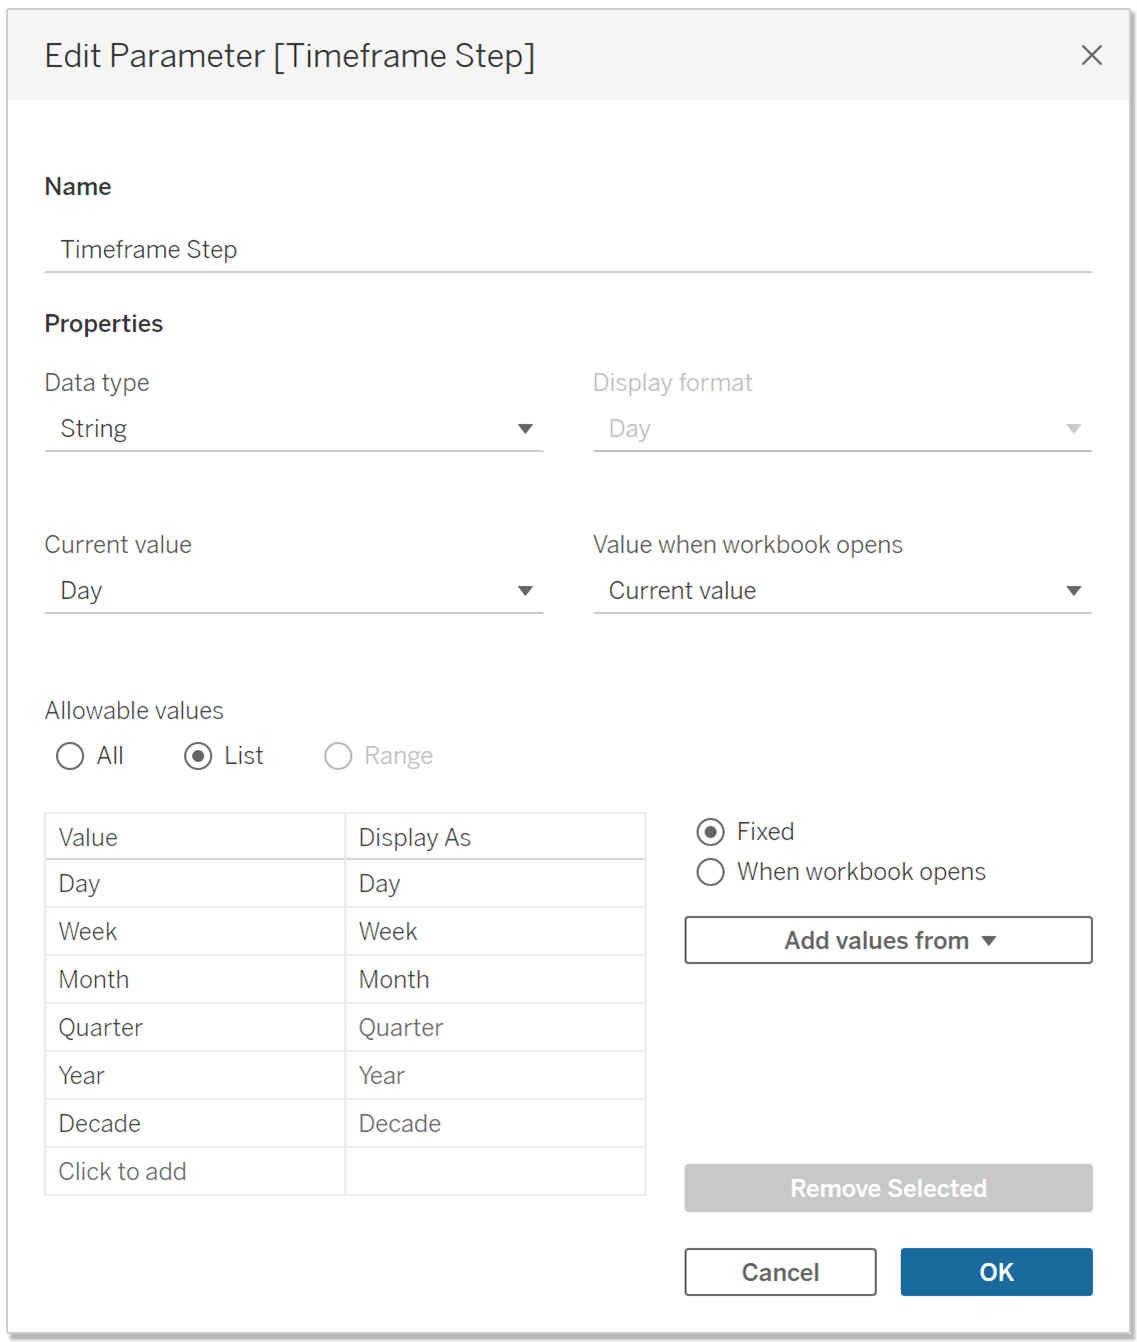 Edit Parameter [Timeframe Step]
Name
Timeframe Step
Properties
Data type
Display format
String
Day
Current value
Value when workbook opens
Day
Current value
Allowable values
All
List
Range
Value
Display As
Fixed
When workbook opens
Day
Day
Week
Week
Add values from
Month
Month
Quarter
Quarter
Year
Year
Decade
Decade
Click to add
Remove Selected
Cancel
OK